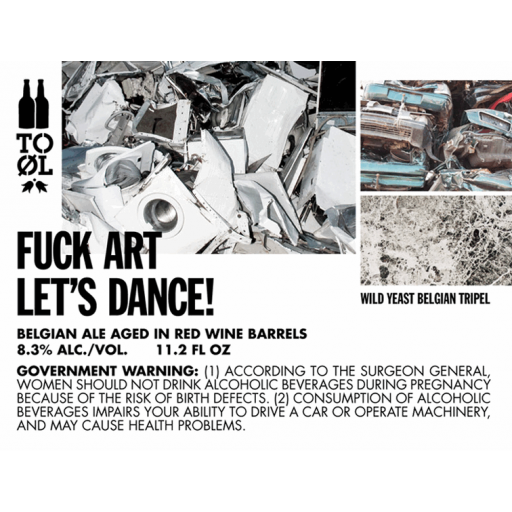 TO
ØL
FUCK ART
LET'S DANCE!
WILD YEAST BELGIAN TRIPEL
BELGIAN ALE AGED IN RED WINE BARRELS
8.3% ALC./VOL. 11.2 FL OZ
GOVERNMENT WARNING: (1) ACCORDING TO THE SURGEON GENERAL,
WOMEN SHOULD NOT DRINK ALCOHOLIC BEVERAGES DURING PREGNANCY
BECAUSE OF THE RISK OF BIRTH DEFECTS. (2) CONSUMPTION OF ALCOHOLIC
BEVERAGES IMPAIRS YOUR ABILITY TO DRIVE A CAR OR OPERATE MACHINERY,
AND MAY CAUSE HEALTH PROBLEMS.